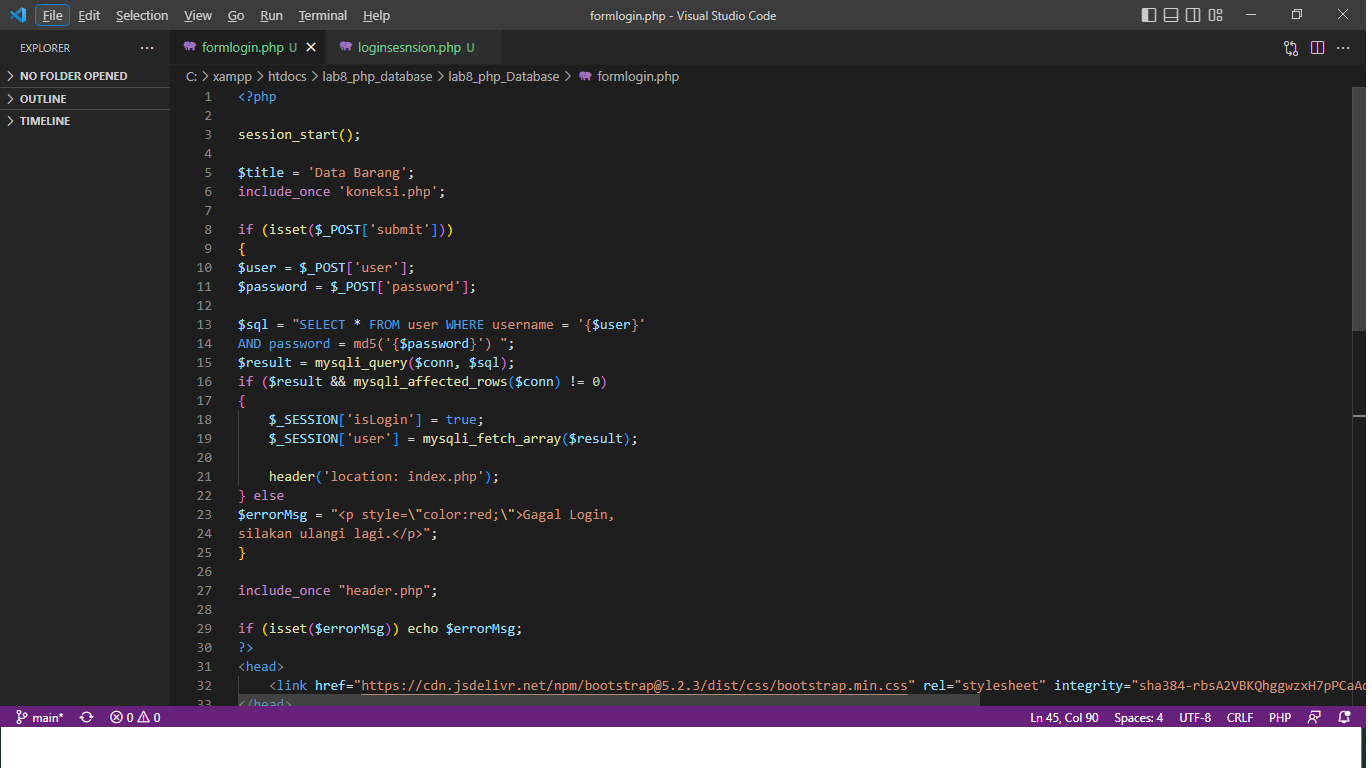 File Edit Selection View Go Run Terminal Help formlogin.php - Visual Studio Code
EXPLORER
NO FOLDER OPENED
OUTLINE
TIMELINE
formlogin.php U
loginsesnsion.php U
C: > xampp > htdocs > lab8_php_database > lab8_php_Database > formlogin.php
1 <?php
2
3 session_start();
4
5 $title = 'Data Barang';
6 include_once 'koneksi.php';
7
8 if (isset($_POST['submit']))
9 {
10 $user = $_POST['user'];
11 $password = $_POST['password'];
12
13 $sql = "SELECT * FROM user WHERE username = '{$user}'
14 AND password = md5('{$password}') ";
15 $result = mysqli_query($conn, $sql);
16 if ($result && mysqli_affected_rows($conn) != 0)
17 {
18 $_SESSION['isLogin'] = true;
19 $_SESSION['user'] = mysqli_fetch_array($result);
20
21 header('location: index.php');
22 } else
23 $errorMsg = "<p style=\"color:red;\">Gagal Login,
24 silakan ulangi lagi.</p>";
25 }
26
27 include_once "header.php";
28
29 if (isset($errorMsg)) echo $errorMsg;
30 ?>
31 <head>
32 <link href="https://cdn.jsdelivr.net/npm/bootstrap@5.2.3/dist/css/bootstrap.min.css" rel="stylesheet" integrity="sha384-rbsA2VBKQhggwzxH7pPCaA
33 </head>
main* 0 0 Ln 45, Col 90 Spaces: 4 UTF-8 CRLF PHP